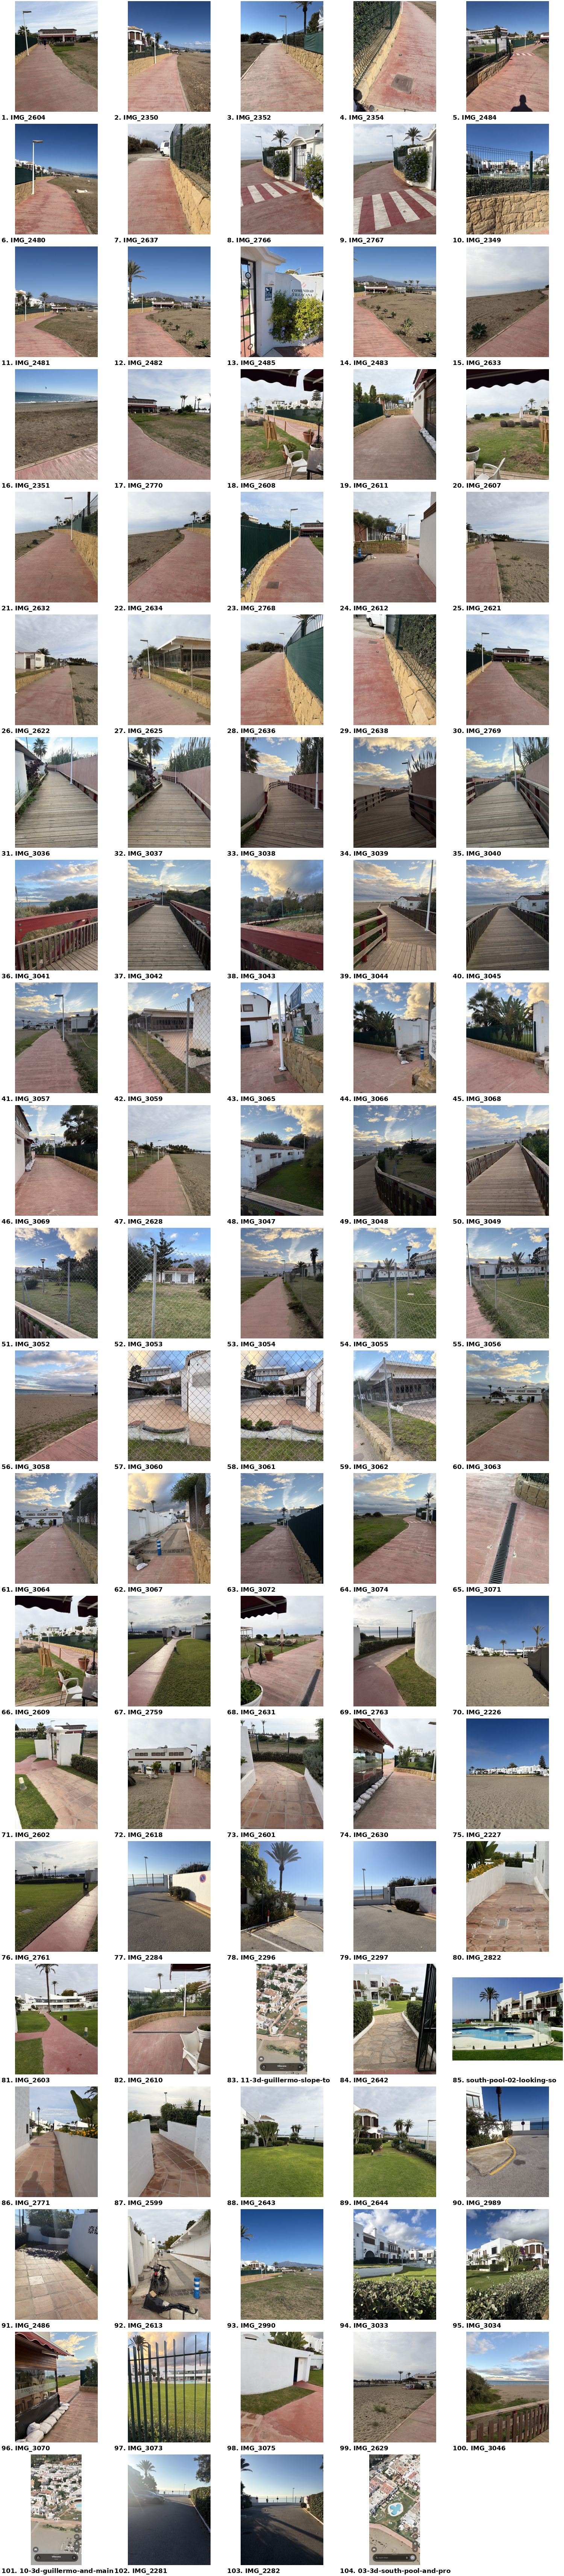 1. IMG_2604
2. IMG_2350
3. IMG_2352
4. IMG_2354
5. IMG_2484
6. IMG_2480
7. IMG_2637
8. IMG_2766
9. IMG_2767
10. IMG_2349
11. IMG_2481
12. IMG_2482
13. IMG_2485
14. IMG_2483
15. IMG_2633
16. IMG_2351
17. IMG_2770
18. IMG_2608
19. IMG_2611
20. IMG_2607
21. IMG_2632
22. IMG_2634
23. IMG_2768
24. IMG_2612
25. IMG_2621
26. IMG_2622
27. IMG_2625
28. IMG_2636
29. IMG_2638
30. IMG_2769
31. IMG_3036
32. IMG_3037
33. IMG_3038
34. IMG_3039
35. IMG_3040
36. IMG_3041
37. IMG_3042
38. IMG_3043
39. IMG_3044
40. IMG_3045
41. IMG_3057
42. IMG_3059
43. IMG_3065
44. IMG_3066
45. IMG_3068
46. IMG_3069
47. IMG_2628
48. IMG_3047
49. IMG_3048
50. IMG_3049
51. IMG_3052
52. IMG_3053
53. IMG_3054
54. IMG_3055
55. IMG_3056
56. IMG_3058
57. IMG_3060
58. IMG_3061
59. IMG_3062
60. IMG_3063
61. IMG_3064
62. IMG_3067
63. IMG_3072
64. IMG_3074
65. IMG_3071
66. IMG_2609
67. IMG_2759
68. IMG_2631
69. IMG_2763
70. IMG_2226
71. IMG_2602
72. IMG_2618
73. IMG_2601
74. IMG_2630
75. IMG_2227
76. IMG_2761
77. IMG_2284
78. IMG_2296
79. IMG_2297
80. IMG_2822
81. IMG_2603
82. IMG_2610
83. 11-3d-guillermo-slope-to
84. IMG_2642
85. south-pool-02-looking-so
86. IMG_2771
87. IMG_2599
88. IMG_2643
89. IMG_2644
90. IMG_2989
91. IMG_2486
92. IMG_2613
93. IMG_2990
94. IMG_3033
95. IMG_3034
96. IMG_3070
97. IMG_3073
98. IMG_3075
99. IMG_2629
100. IMG_3046
101. 10-3d-guillermo-and-main
102. IMG_2281
103. IMG_2282
104. 03-3d-south-pool-and-pro